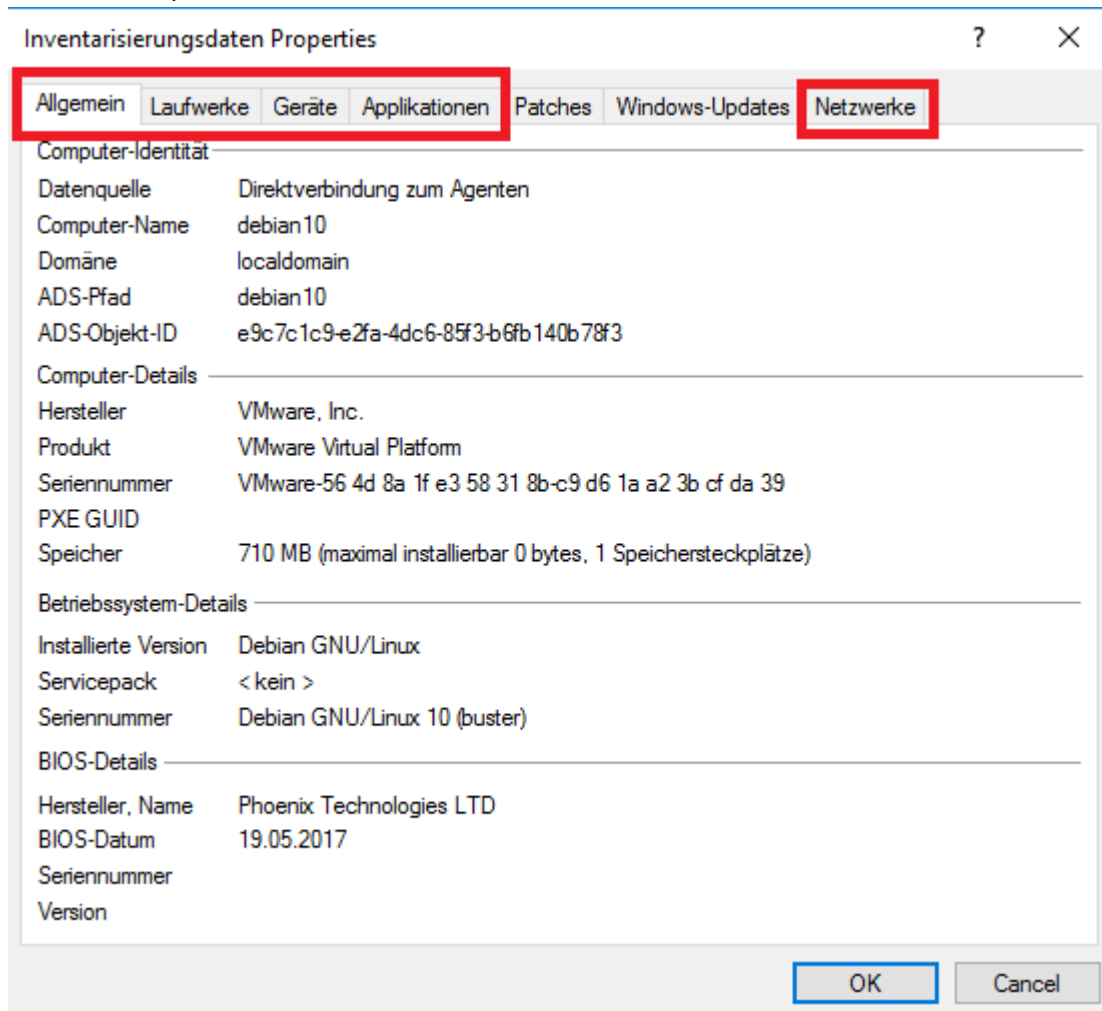 Inventarisierungsdaten Properties ? ×
Allgemein Laufwerke Geräte Applikationen Patches Windows-Updates Netzwerke
Computer-Identität
Datenquelle Direktverbindung zum Agenten
Computer-Name debian10
Domäne localdomain
ADS-Pfad debian10
ADS-Objekt-ID e9c7c1c9-e2fa-4dc6-85f3-b6fb140b78f3
Computer-Details
Hersteller VMware, Inc.
Produkt VMware Virtual Platform
Seriennummer VMware-56 4d 8a 1f e3 58 31 8b-c9 d6 1a a2 3b cf da 39
PXE GUID
Speicher 710 MB (maximal installierbar 0 bytes, 1 Speichersteckplätze)
Betriebssystem-Details
Installierte Version Debian GNU/Linux
Servicepack < kein >
Seriennummer Debian GNU/Linux 10 (buster)
BIOS-Details
Hersteller, Name Phoenix Technologies LTD
BIOS-Datum 19.05.2017
Seriennummer
Version
OK Cancel